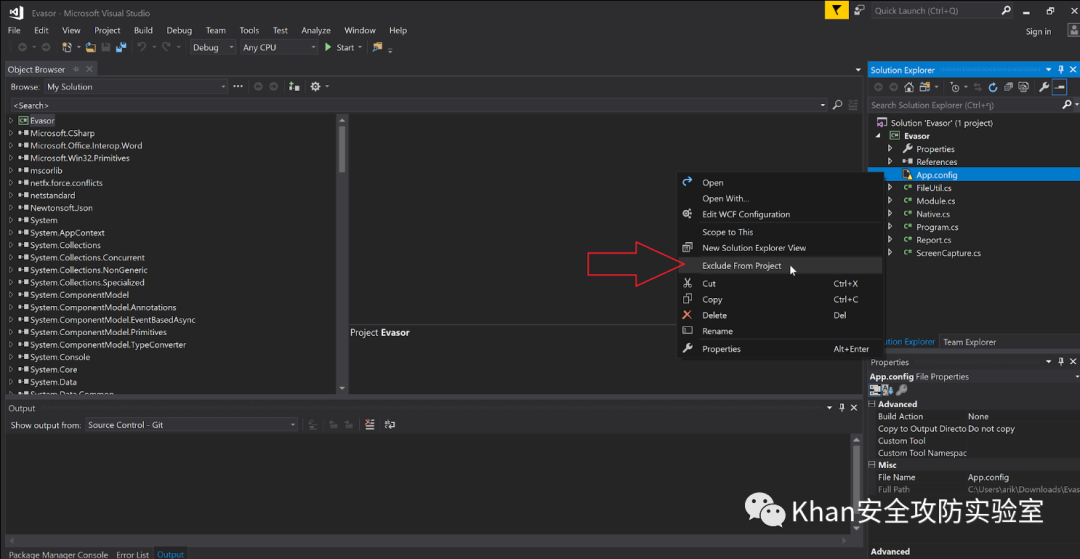 Evasor - Microsoft Visual Studio
Quick Launch (Ctrl+Q)
File Edit View Project Build Debug Team Tools Test Analyze Window Help
Sign in
Debug Any CPU Start
Object Browser
Browse: My Solution
<Search>
Evasor
Microsoft.CSharp
Microsoft.Office.Interop.Word
Microsoft.Win32.Primitives
mscorlib
netfx.force.conflicts
netstandard
Newtonsoft.Json
System
System.AppContext
System.Collections
System.Collections.Concurrent
System.Collections.NonGeneric
System.Collections.Specialized
System.ComponentModel
System.ComponentModel.Annotations
System.ComponentModel.EventBasedAsync
System.ComponentModel.Primitives
System.ComponentModel.TypeConverter
System.Console
System.Core
System.Data
System.Data.Common
Project Evasor
Open
Open With...
Edit WCF Configuration
Scope to This
New Solution Explorer View
Exclude From Project
Cut Ctrl+X
Copy Ctrl+C
Delete Del
Rename
Properties Alt+Enter
Solution Explorer
Search Solution Explorer (Ctrl+q)
Solution 'Evasor' (1 project)
Evasor
Properties
References
App.config
FileUtil.cs
Module.cs
Native.cs
Program.cs
Report.cs
ScreenCapture.cs
ution Explorer Team Explorer
Properties
App.config File Properties
Advanced
Build Action None
Copy to Output Directo Do not copy
Custom Tool
Custom Tool Namespac
Misc
File Name App.config
Full Path C:\Users\arik\Downloads\Evas
Advanced
Output
Show output from: Source Control - Git
Package Manager Console Error List Output
Khan安全攻防实验室